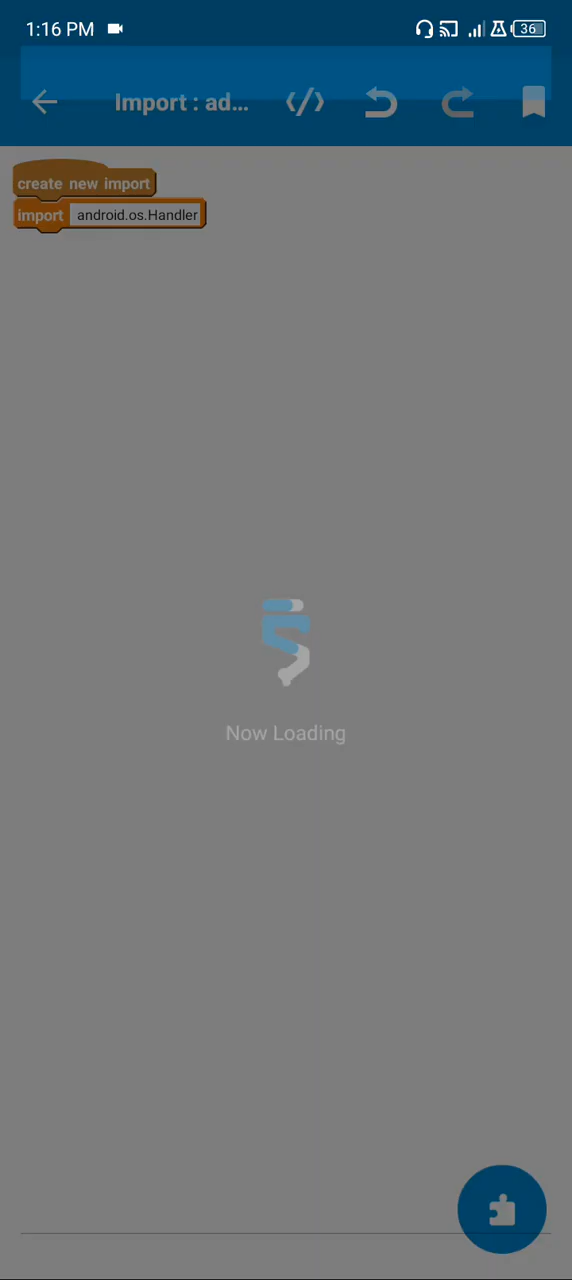 1:16 PM
36
Import : ad...
create new import
import android.os.Handler
Now Loading